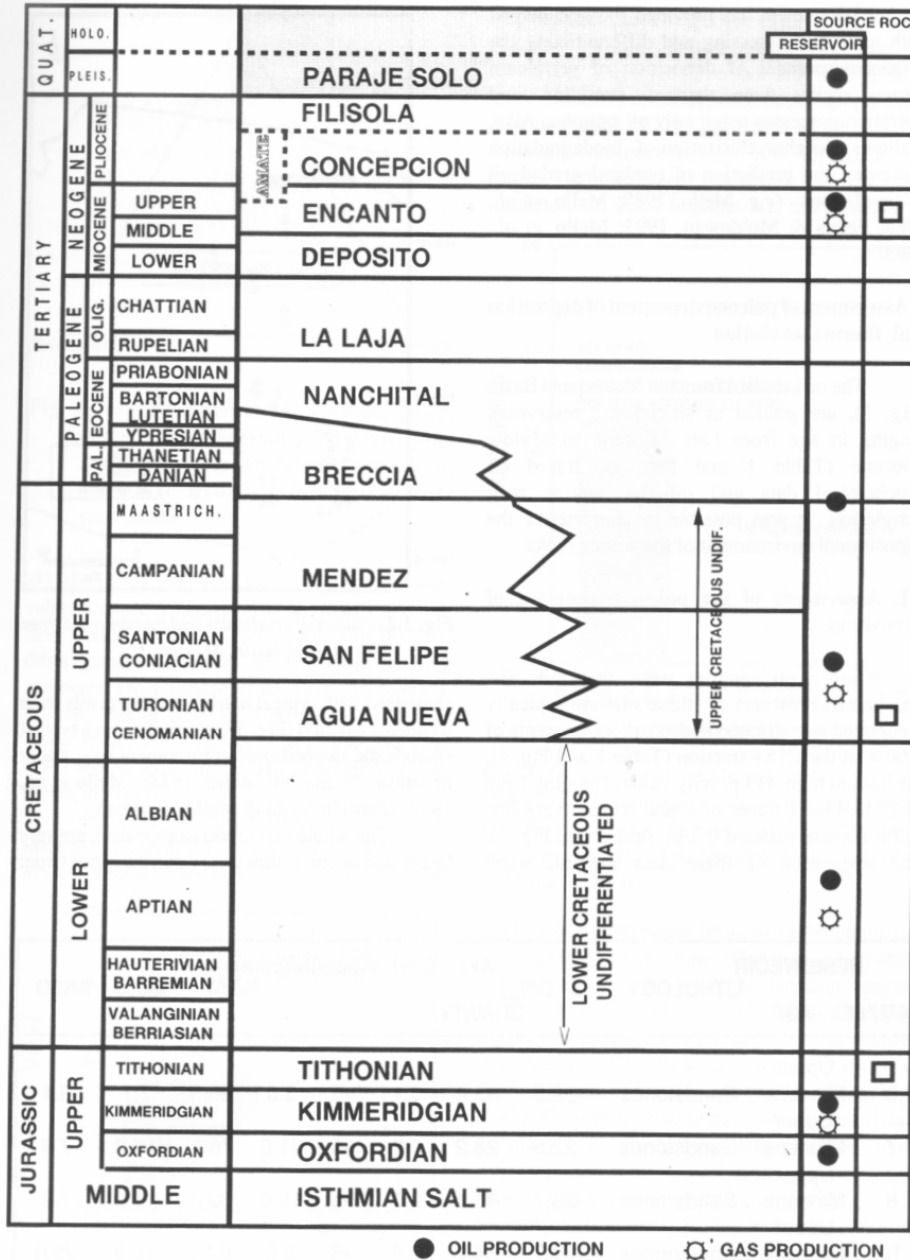 SOURCE ROC
RESERVOIR
QUAT.
HOLO.
PLEIS.
PARAJE SOLO
TERTIARY
NEOGENE
PLIOCENE
FILISOLA
AMATE
CONCEPCION
MIOCENE
UPPER
ENCANTO
MIDDLE
LOWER
DEPOSITO
PALEOGENE
OLIG.
CHATTIAN
RUPELIAN
LA LAJA
EOCENE
PRIABONIAN
BARTONIAN
LUTETIAN
YPRESIAN
NANCHITAL
PAL.
THANETIAN
DANIAN
BRECCIA
CRETACEOUS
UPPER
MAASTRICH.
CAMPANIAN
MENDEZ
SANTONIAN
CONIACIAN
SAN FELIPE
TURONIAN
CENOMANIAN
AGUA NUEVA
UPPER CRETACEOUS UNDIF.
LOWER
ALBIAN
APTIAN
HAUTERIVIAN
BARREMIAN
VALANGINIAN
BERRIASIAN
LOWER CRETACEOUS
UNDIFFERENTIATED
JURASSIC
UPPER
TITHONIAN
TITHONIAN
KIMMERIDGIAN
KIMMERIDGIAN
OXFORDIAN
OXFORDIAN
MIDDLE
ISTHMIAN SALT
OIL PRODUCTION
GAS PRODUCTION